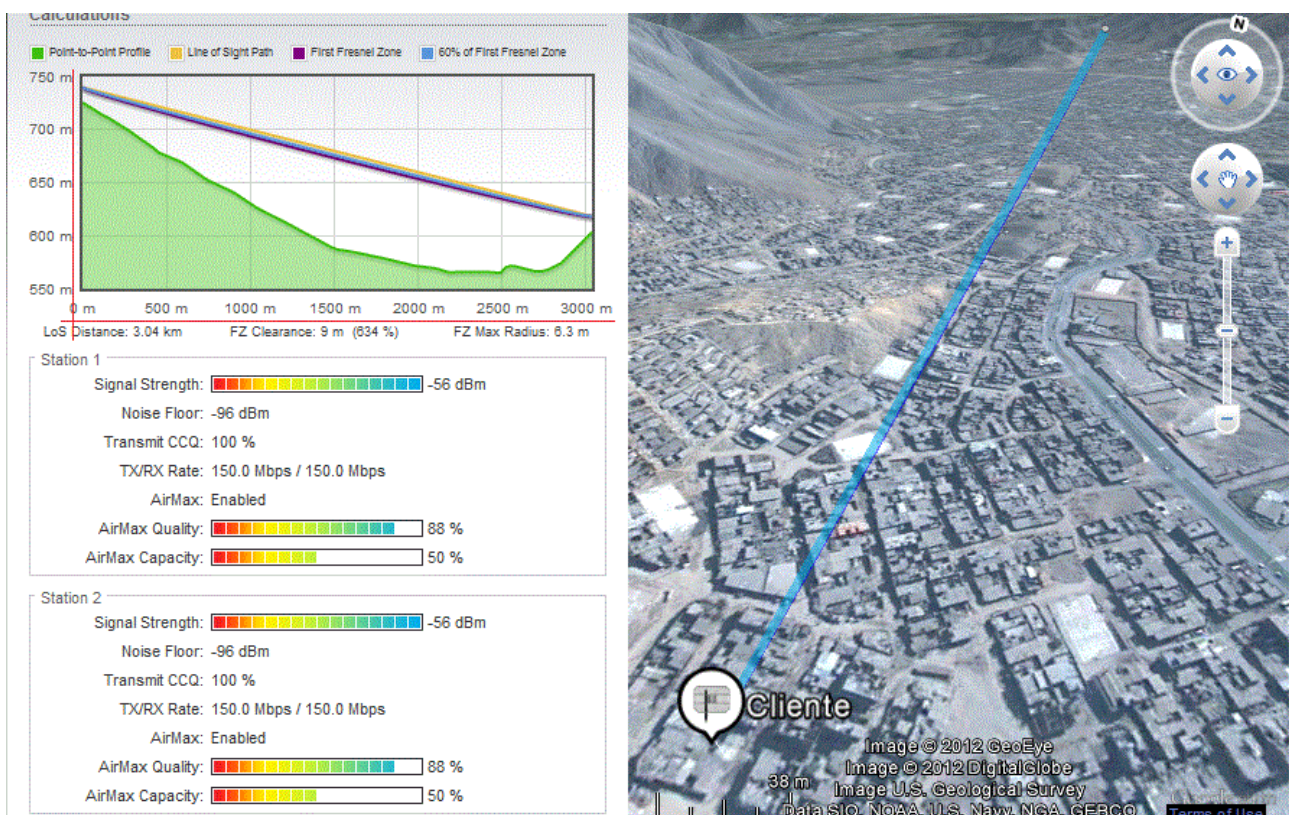 Calculations
Point-to-Point Profile Line of Sight Path First Fresnel Zone 60% of First Fresnel Zone
750 m
700 m
650 m
600 m
550 m
0 m 500 m 1000 m 1500 m 2000 m 2500 m 3000 m
LoS Distance: 3.04 km FZ Clearance: 9 m (634 %) FZ Max Radius: 6.3 m
Station 1
Signal Strength: -56 dBm
Noise Floor: -96 dBm
Transmit CCQ: 100 %
TX/RX Rate: 150.0 Mbps / 150.0 Mbps
AirMax: Enabled
AirMax Quality: 88 %
AirMax Capacity: 50 %
Station 2
Signal Strength: -56 dBm
Noise Floor: -96 dBm
Transmit CCQ: 100 %
TX/RX Rate: 150.0 Mbps / 150.0 Mbps
AirMax: Enabled
AirMax Quality: 88 %
AirMax Capacity: 50 %
N
Cliente
Image © 2012 GeoEye
Image © 2012 DigitalGlobe
38 m
Image U.S. Geological Survey
Data SIO, NOAA, U.S. Navy, NGA, GEBCO
Terms of Use